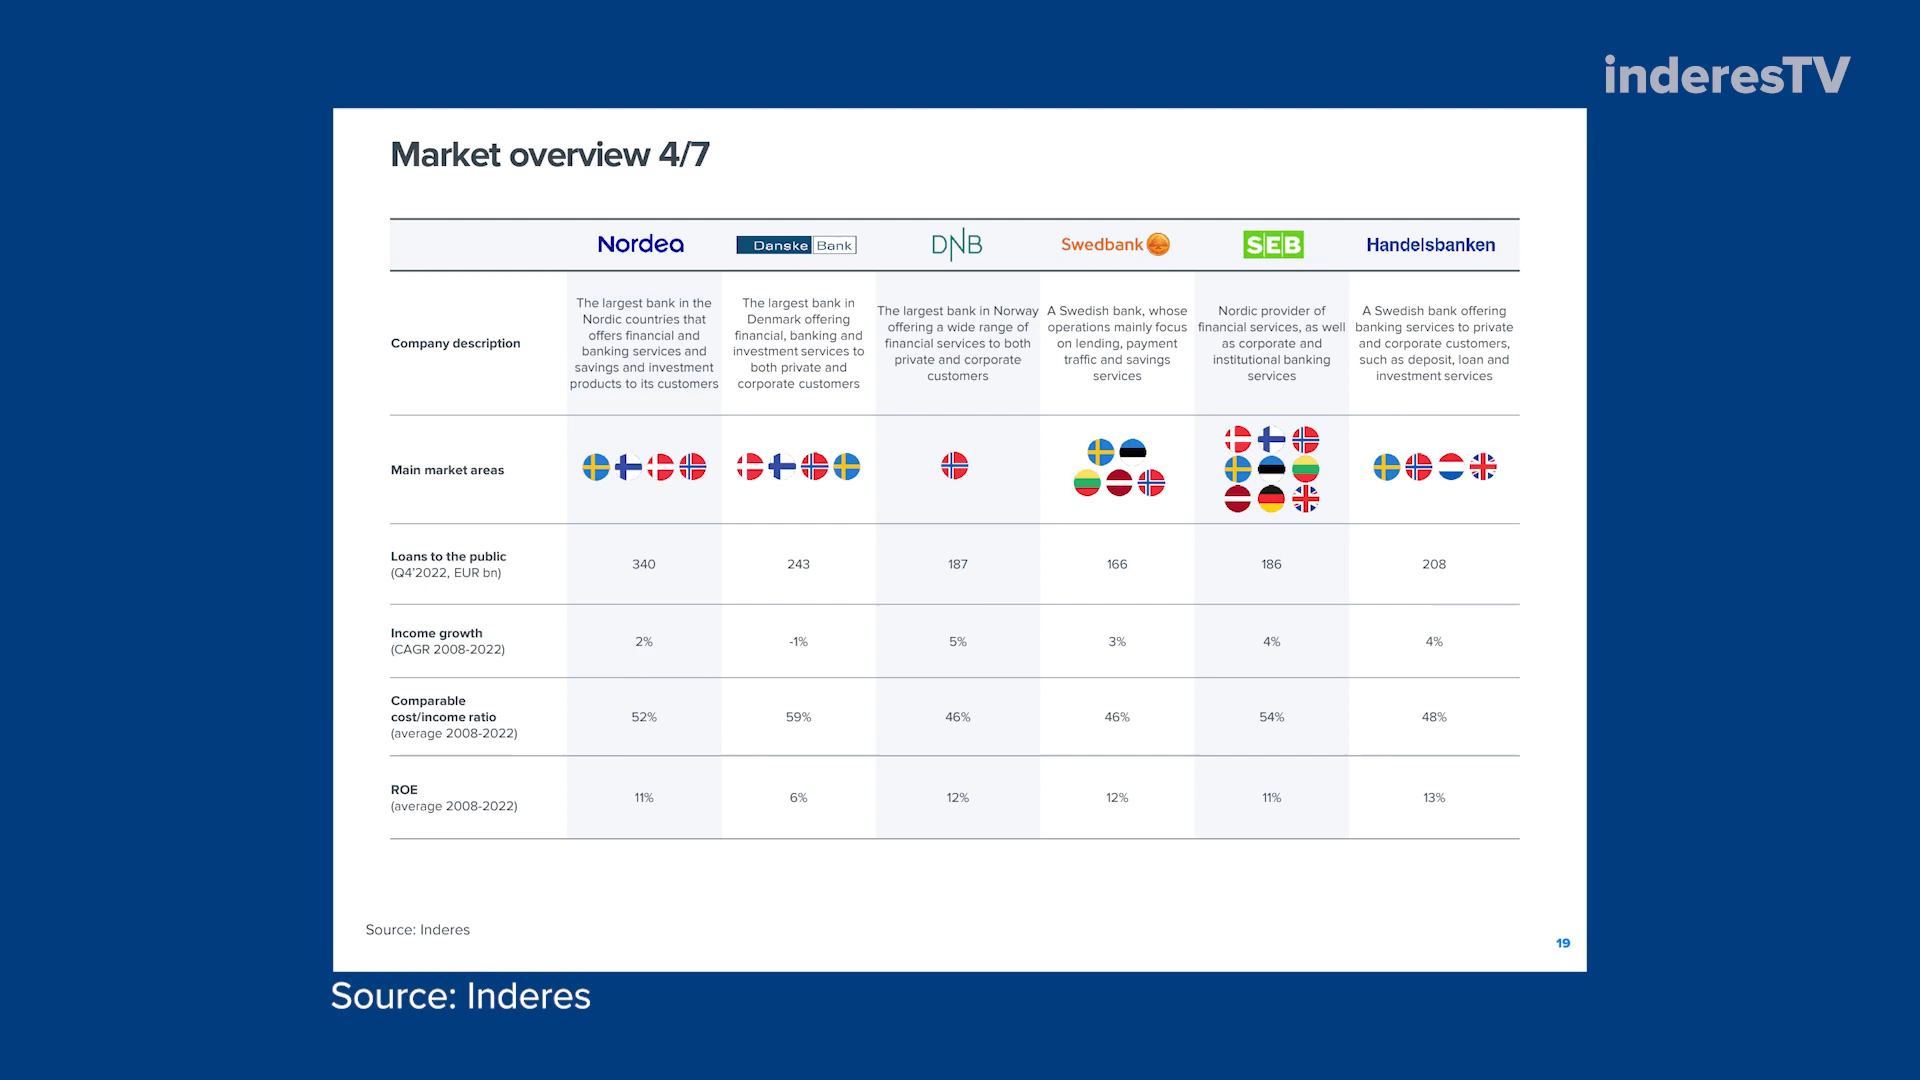 inderesTV
Market overview 4/7
Nordea
Danske Bank
DNB
Swedbank
SEB
Handelsbanken
Company description
The largest bank in the
Nordic countries that
offers financial and
banking services and
savings and investment
products to its customers
The largest bank in
Denmark offering
financial, banking and
investment services to
both private and
corporate customers
The largest bank in Norway
offering a wide range of
financial services to both
private and corporate
customers
A Swedish bank, whose
operations mainly focus
on lending, payment
traffic and savings
services
Nordic provider of
financial services, as well
as corporate and
institutional banking
services
A Swedish bank offering
banking services to private
and corporate customers,
such as deposit, loan and
investment services
Main market areas
Loans to the public
(Q4'2022, EUR bn)
340
243
187
166
186
208
Income growth
(CAGR 2008-2022)
2%
-1%
5%
3%
4%
4%
Comparable
cost/income ratio
(average 2008-2022)
52%
59%
46%
46%
54%
48%
ROE
(average 2008-2022)
11%
6%
12%
12%
11%
13%
Source: Inderes
19
Source: Inderes